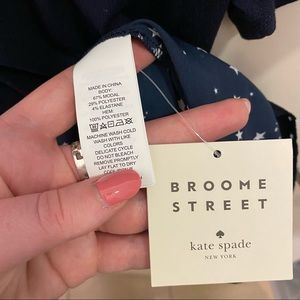 MADE IN CHINA
BODY:
67% MODAL
29% POLYESTER
4% ELASTANE
HEM:
100% POLYESTER
MACHINE WASH COLD
WASH WITH LIKE
COLORS
DELICATE CYCLE
DO NOT BLEACH
REMOVE PROMPTLY
LAY FLAT TO DRY
BROOME
STREET
kate spade
NEW YORK